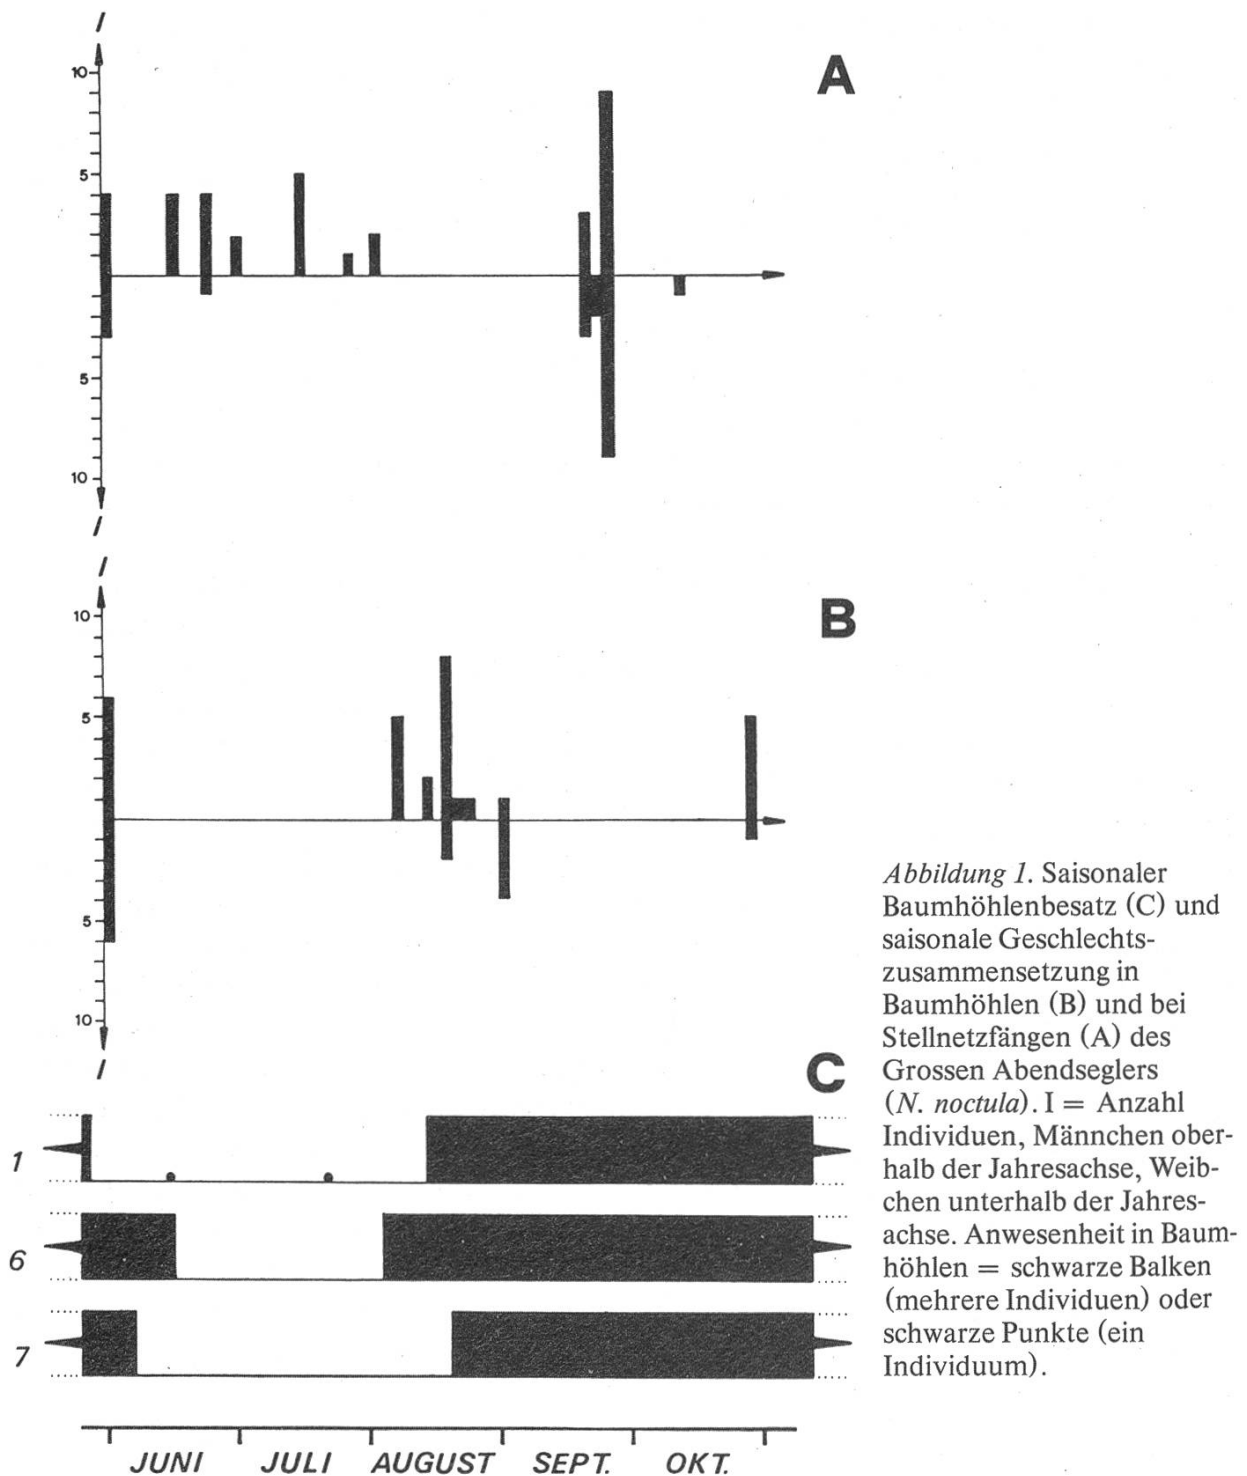 I
10
5
5
10
I
A
I
10
5
5
10
I
B
C
1
6
7
JUNI JULI AUGUST SEPT. OKT.
Abbildung 1. Saisonaler
Baumhöhlenbesatz (C) und
saisonale Geschlechts-
zusammensetzung in
Baumhöhlen (B) und bei
Stellnetzfängen (A) des
Grossen Abendseglers
(N. noctula). I = Anzahl
Individuen, Männchen ober-
halb der Jahresachse, Weib-
chen unterhalb der Jahres-
achse. Anwesenheit in Baum-
höhlen = schwarze Balken
(mehrere Individuen) oder
schwarze Punkte (ein
Individuum).